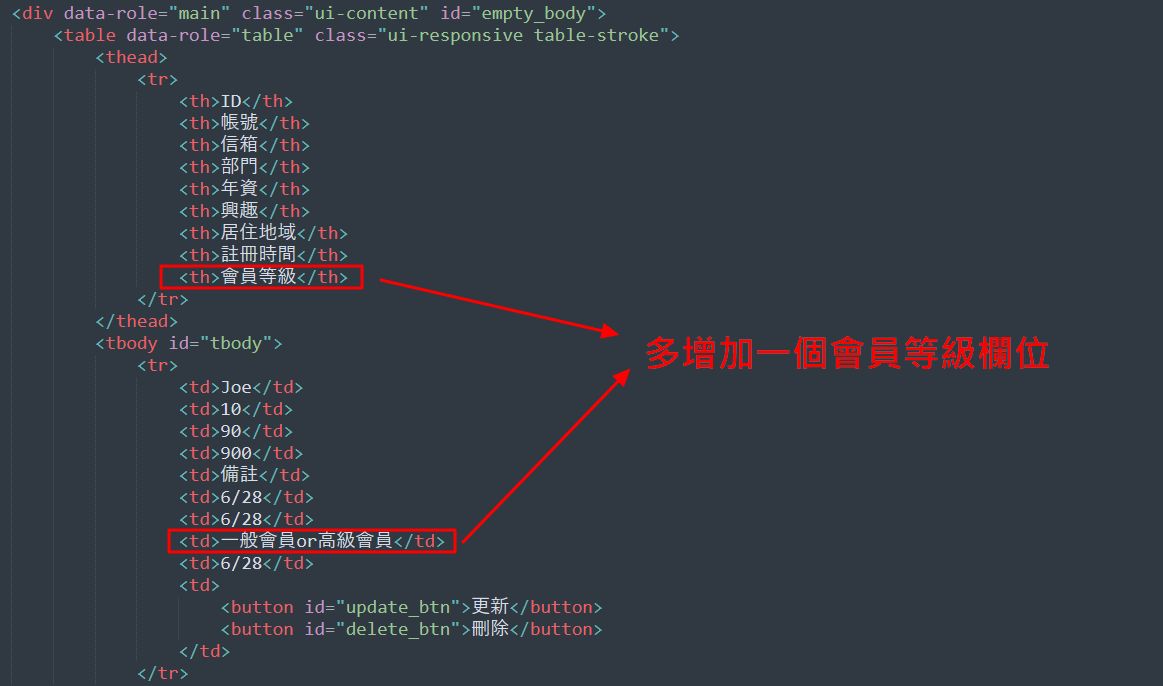 <div data-role="main" class="ui-content" id="empty_body">
<table data-role="table" class="ui-responsive table-stroke">
<thead>
<tr>
<th>ID</th>
<th>帳號</th>
<th>信箱</th>
<th>部門</th>
<th>年資</th>
<th>興趣</th>
<th>居住地域</th>
<th>註冊時間</th>
<th>會員等級</th>
</tr>
</thead>
<tbody id="tbody">
<tr>
<td>Joe</td>
<td>10</td>
<td>90</td>
<td>900</td>
<td>備註</td>
<td>6/28</td>
<td>6/28</td>
<td>一般會員or高級會員</td>
<td>6/28</td>
<td>
<button id="update_btn">更新</button>
<button id="delete_btn">刪除</button>
</td>
</tr>
多增加一個會員等級欄位